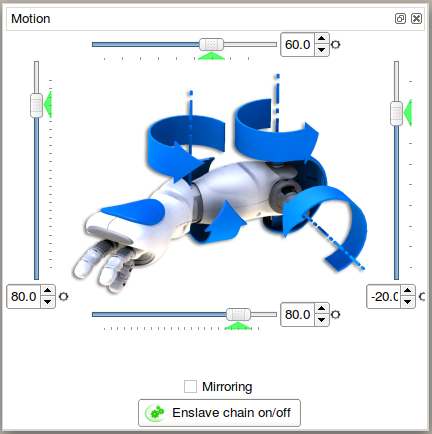 Motion
60.0
80.0
-20.0
80.0
Mirroring
Enslave chain on/off